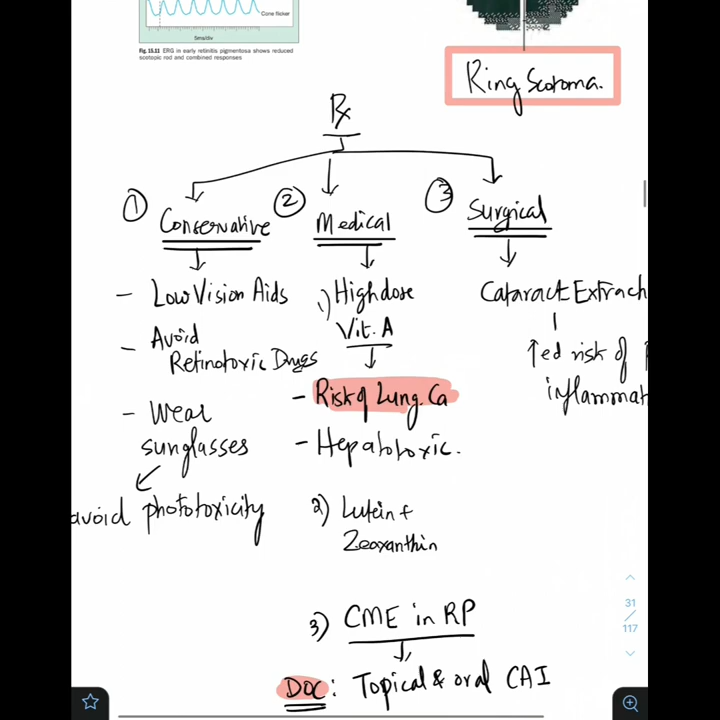 Cone flicker
5ms/div
Fig.15.11 ERG in early retinitis pigmentosa shows reduced
scotopic rod and combined responses
Ring Scotoma.
Rx
① Conservative
- Low Vision Aids
- Avoid
Retinotoxic Drugs
- Wear
sunglasses
avoid phototoxicity
② Medical
1) High dose
Vit. A
- Risk of Lung. Ca
- Hepatotoxic.
2) Lutein +
Zeaxanthin
3) CME in RP
DOC: Topical & oral CAI
③ Surgical
Cataract Extract
↑ed risk of
inflammat
31
/
117